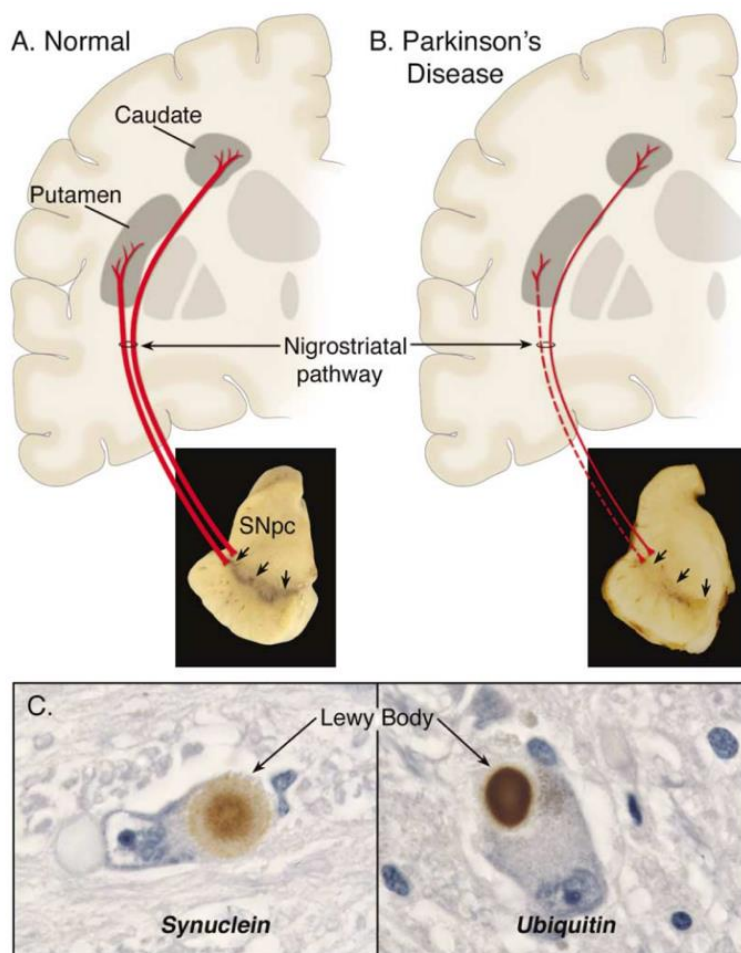 A. Normal
B. Parkinson's
Disease
Caudate
Putamen
Nigrostriatal
pathway
SNpc
C.
Lewy Body
Synuclein
Ubiquitin